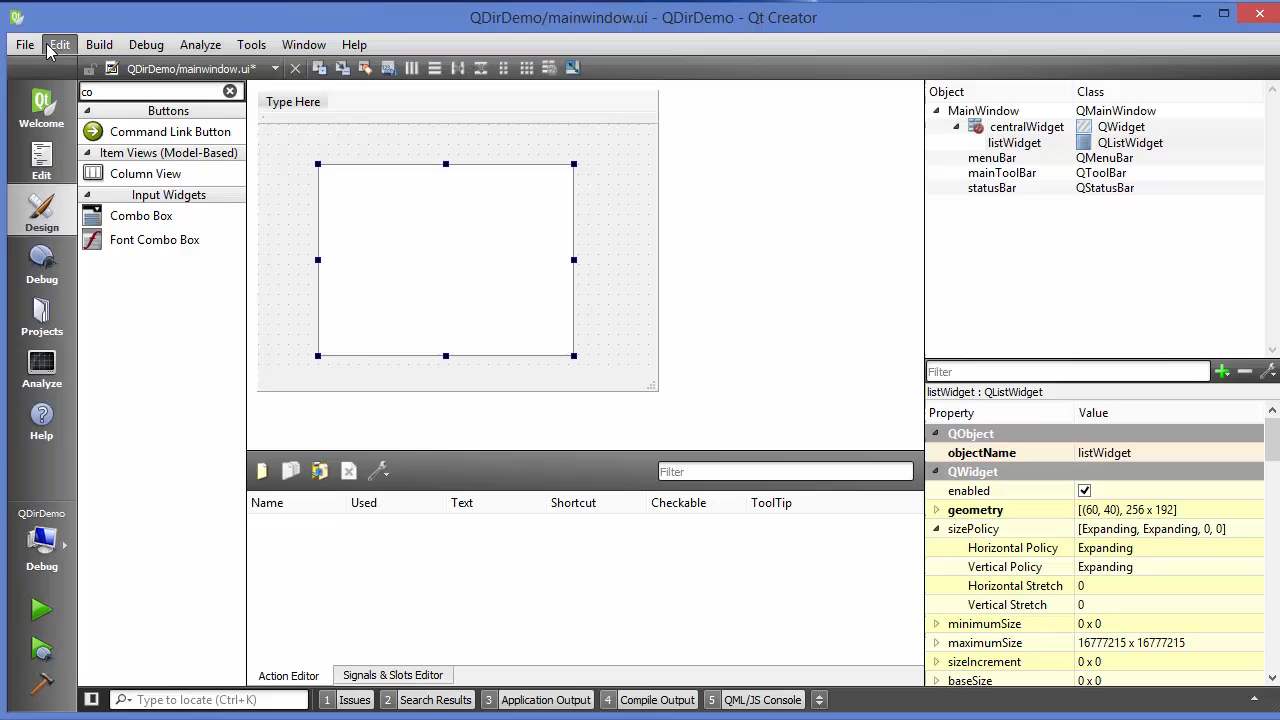 QDirDemo/mainwindow.ui - QDirDemo - Qt Creator
File Edit Build Debug Analyze Tools Window Help
QDirDemo/mainwindow.ui*
Welcome
Edit
Design
Debug
Projects
Analyze
Help
QDirDemo
Debug
co
Buttons
Command Link Button
Item Views (Model-Based)
Column View
Input Widgets
Combo Box
Font Combo Box
Type Here
Filter
Name Used Text Shortcut Checkable ToolTip
Action Editor Signals & Slots Editor
Object Class
MainWindow QMainWindow
centralWidget QWidget
listWidget QListWidget
menuBar QMenuBar
mainToolBar QToolBar
statusBar QStatusBar
Filter
listWidget : QListWidget
Property Value
QObject
objectName listWidget
QWidget
enabled
geometry [(60, 40), 256 x 192]
sizePolicy [Expanding, Expanding, 0, 0]
Horizontal Policy Expanding
Vertical Policy Expanding
Horizontal Stretch 0
Vertical Stretch 0
minimumSize 0 x 0
maximumSize 16777215 x 16777215
sizeIncrement 0 x 0
baseSize 0 x 0
Type to locate (Ctrl+K) 1 Issues 2 Search Results 3 Application Output 4 Compile Output 5 QML/JS Console